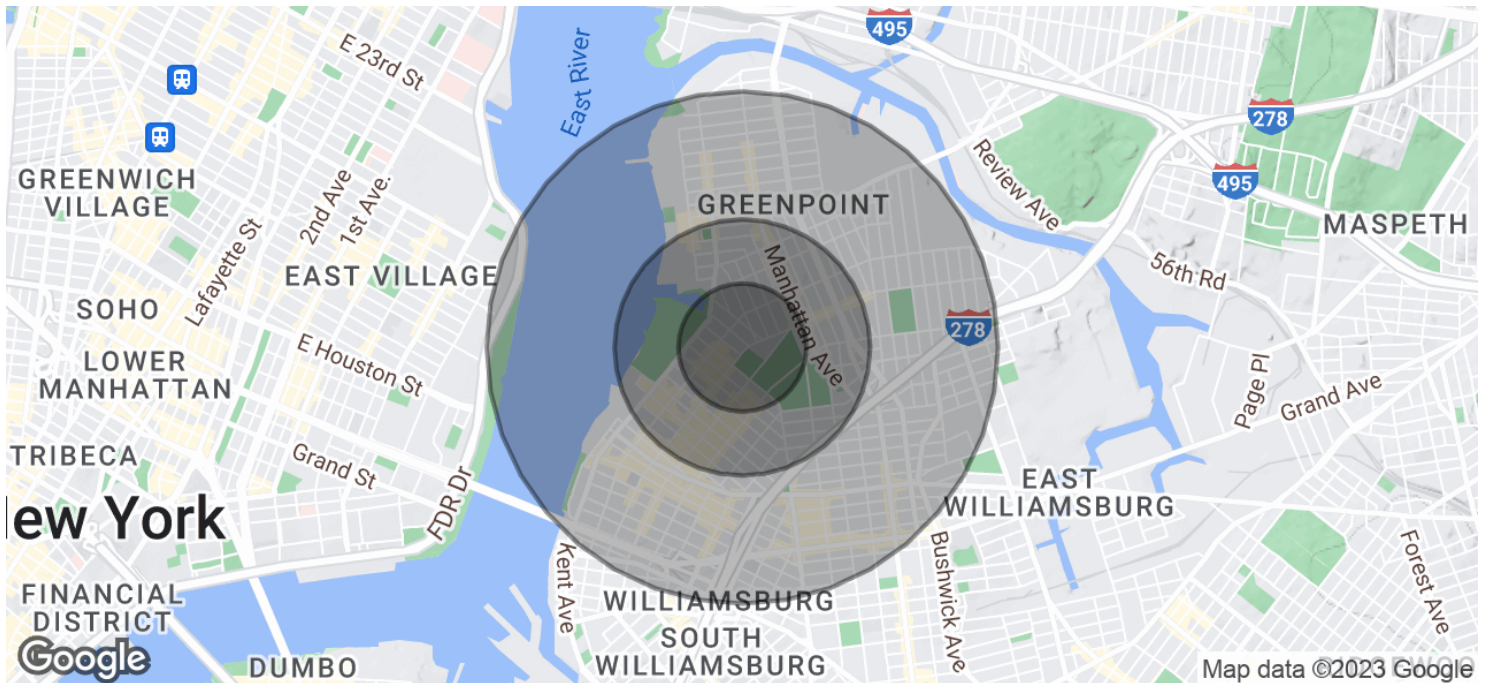 495
E 23rd St
East River
278
Review Ave
495
GREENWICH
VILLAGE
2nd Ave
1st Ave.
GREENPOINT
MASPETH
Lafayette St
EAST VILLAGE
Manhattan Ave
56th Rd
SOHO
278
LOWER
MANHATTAN
E Houston St
Page Pl
Grand Ave
TRIBECA
Grand St
FDR Dr
EAST
WILLIAMSBURG
ew York
Kent Ave
Bushwick Ave
Forest Ave
FINANCIAL
DISTRICT
WILLIAMSBURG
SOUTH
WILLIAMSBURG
DUMBO
Google
Map data ©2023 Google